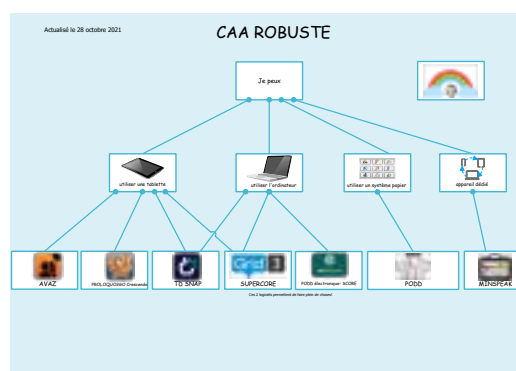 Actualisé le 28 octobre 2021
CAA ROBUSTE
Je peux
utiliser une tablette
utiliser l'ordinateur
utiliser un système papier
appareil dédié
Grid 3
AVAZ
PROLOQUO2GO Crescendo
TD SNAP
SUPERCORE
PODD électronique- SCORE
PODD
MINSPEAK
Ces 2 logiciels permettent de faire plein de choses!